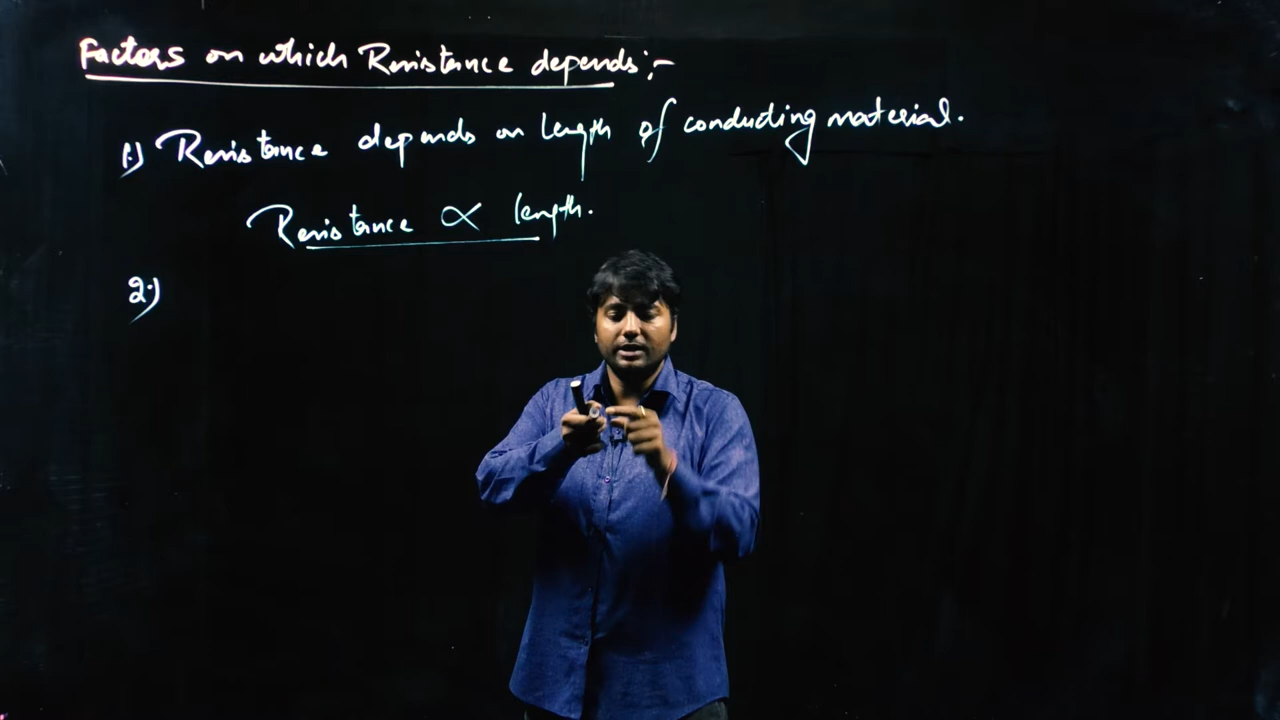 Factors on which Resistance depends:-
1.) Resistance depends on length of conducting material.
Resistance ∝ length.
2.)